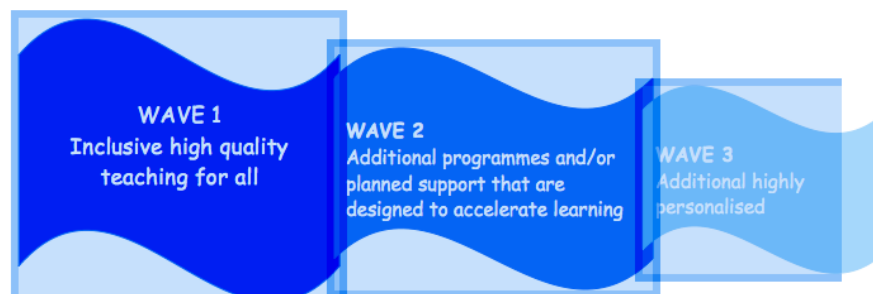 WAVE 1
Inclusive high quality
teaching for all
WAVE 2
Additional programmes and/or
planned support that are
designed to accelerate learning
WAVE 3
Additional highly
personalised